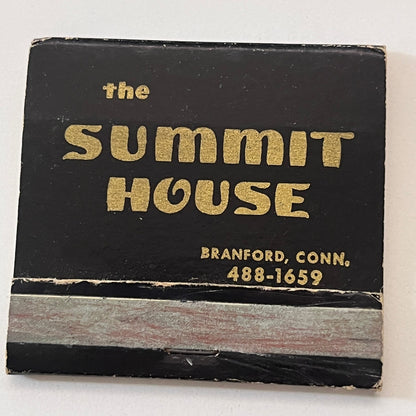 the
SUMMIT
HOUSE
BRANFORD, CONN.
488-1659